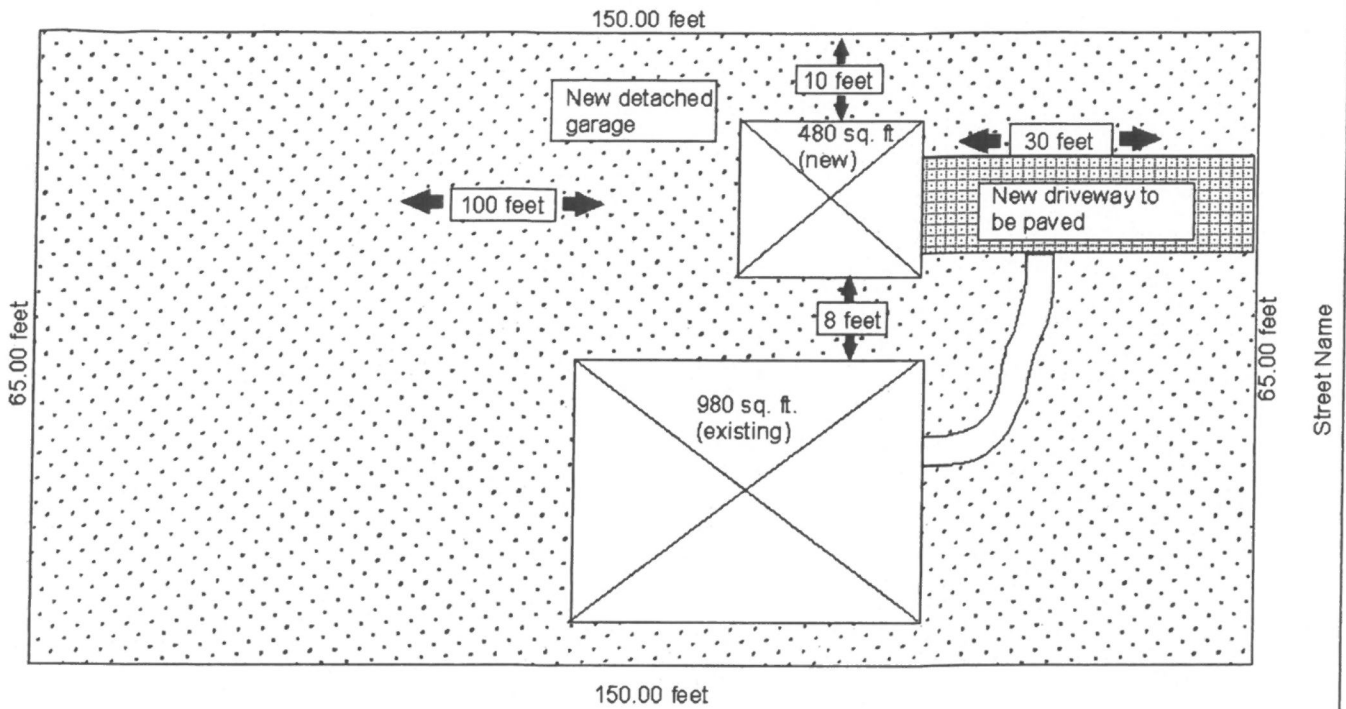 150.00 feet
10 feet
New detached
garage
480 sq. ft
(new)
30 feet
100 feet
New driveway to
be paved
8 feet
65.00 feet
65.00 feet
Street Name
980 sq. ft.
(existing)
150.00 feet